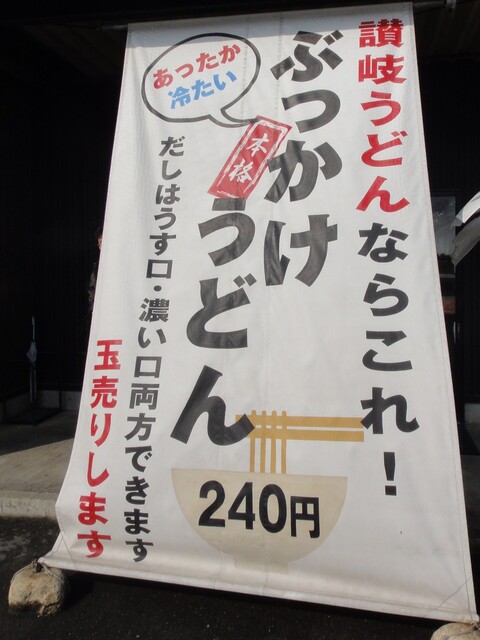 讃岐うどんならこれ！
ぶっかけ
うどん
本格
あったか
冷たい
だしはうす口・濃い口両方できます
玉売りします
240円